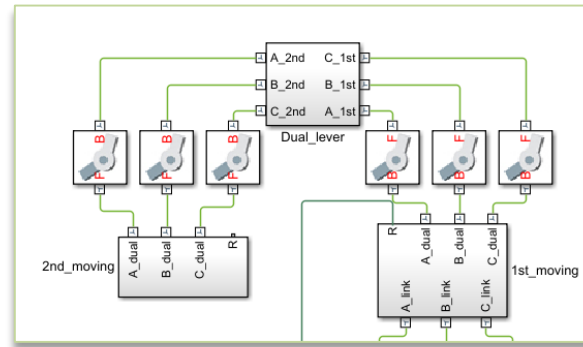 A_2nd C_1st
B_2nd B_1st
C_2nd A_1st
Dual_lever
B B B F F F
F F F B B B
A_dual B_dual C_dual R
2nd_moving
R A_dual B_dual C_dual
A_link B_link C_link
1st_moving